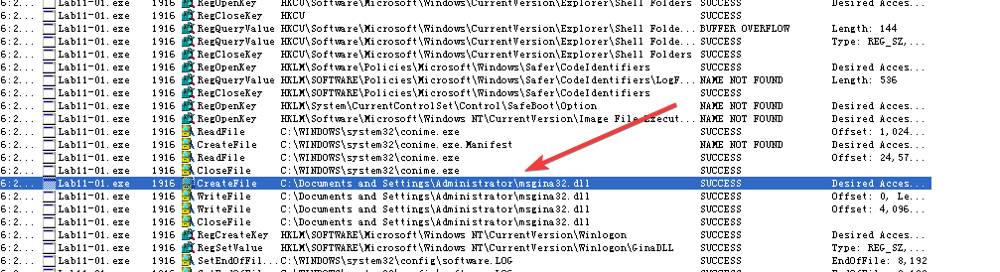 6:2... Lab11-01.exe 1916 RegOpenKey HKCU\Software\Microsoft\Windows\CurrentVersion\Explorer\Shell Folders SUCCESS Desired Acces...
6:2... Lab11-01.exe 1916 RegCloseKey HKCU SUCCESS
6:2... Lab11-01.exe 1916 RegQueryValue HKCU\Software\Microsoft\Windows\CurrentVersion\Explorer\Shell Folde... BUFFER OVERFLOW Length: 144
6:2... Lab11-01.exe 1916 RegQueryValue HKCU\Software\Microsoft\Windows\CurrentVersion\Explorer\Shell Folde... SUCCESS Type: REG_SZ,...
6:2... Lab11-01.exe 1916 RegCloseKey HKCU\Software\Microsoft\Windows\CurrentVersion\Explorer\Shell Folders SUCCESS
6:2... Lab11-01.exe 1916 RegOpenKey HKLM\SOFTWARE\Policies\Microsoft\Windows\Safer\CodeIdentifiers SUCCESS Desired Acces...
6:2... Lab11-01.exe 1916 RegQueryValue HKLM\SOFTWARE\Policies\Microsoft\Windows\Safer\CodeIdentifiers\LogF... NAME NOT FOUND Length: 536
6:2... Lab11-01.exe 1916 RegCloseKey HKLM\SOFTWARE\Policies\Microsoft\Windows\Safer\CodeIdentifiers SUCCESS
6:2... Lab11-01.exe 1916 RegOpenKey HKLM\System\CurrentControlSet\Control\SafeBoot\Option NAME NOT FOUND Desired Acces...
6:2... Lab11-01.exe 1916 RegOpenKey HKLM\Software\Microsoft\Windows NT\CurrentVersion\Image File Execut... NAME NOT FOUND Desired Acces...
6:2... Lab11-01.exe 1916 ReadFile C:\WINDOWS\system32\conime.exe SUCCESS Offset: 1,024...
6:2... Lab11-01.exe 1916 CreateFile C:\WINDOWS\system32\conime.exe.Manifest NAME NOT FOUND Desired Acces...
6:2... Lab11-01.exe 1916 ReadFile C:\WINDOWS\system32\conime.exe SUCCESS Offset: 24,57...
6:2... Lab11-01.exe 1916 CloseFile C:\WINDOWS\system32\conime.exe SUCCESS
6:2... Lab11-01.exe 1916 CreateFile C:\Documents and Settings\Administrator\msgina32.dll SUCCESS Desired Acces...
6:2... Lab11-01.exe 1916 WriteFile C:\Documents and Settings\Administrator\msgina32.dll SUCCESS Offset: 0, Le...
6:2... Lab11-01.exe 1916 WriteFile C:\Documents and Settings\Administrator\msgina32.dll SUCCESS Offset: 4,096...
6:2... Lab11-01.exe 1916 CloseFile C:\Documents and Settings\Administrator\msgina32.dll SUCCESS
6:2... Lab11-01.exe 1916 RegCreateKey HKLM\SOFTWARE\Microsoft\Windows NT\CurrentVersion\Winlogon SUCCESS Desired Acces...
6:2... Lab11-01.exe 1916 RegSetValue HKLM\SOFTWARE\Microsoft\Windows NT\CurrentVersion\Winlogon\GinaDLL SUCCESS Type: REG_SZ,...
6:2... Lab11-01.exe 1916 SetEndOfFil... C:\WINDOWS\system32\config\software.LOG SUCCESS EndOfFile: 8,192